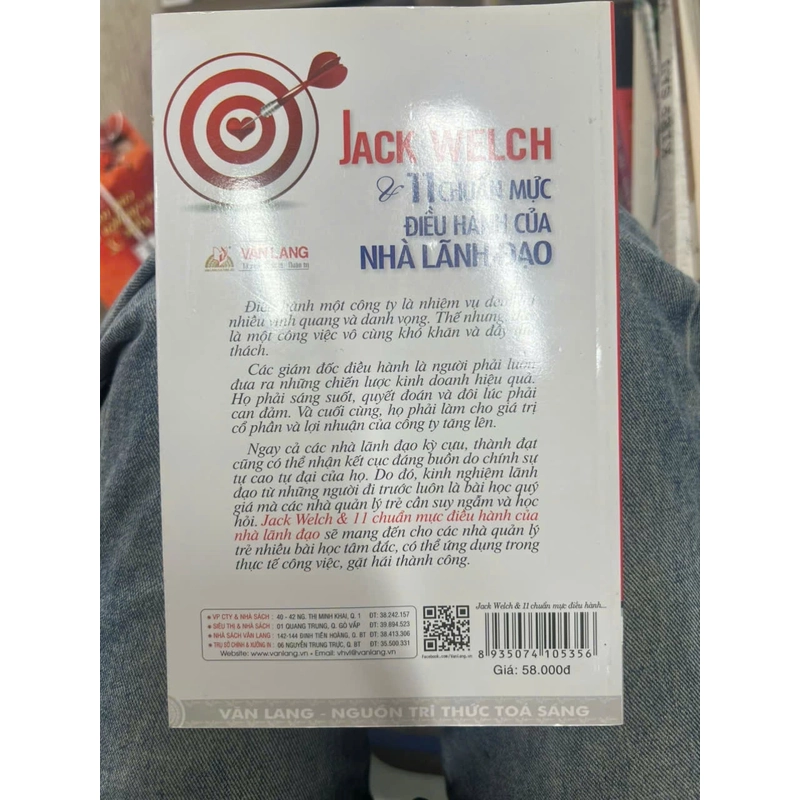 JACK WELCH
& 11 CHUẨN MỰC
ĐIỀU HÀNH CỦA
NHÀ LÃNH ĐẠO
VĂN LANG
Điều hành một công ty là nhiệm vụ đem lại
nhiều vinh quang và danh vọng. Thế nhưng
là một công việc vô cùng khó khăn và đầy
thách.
Các giám đốc điều hành là người phải luôn
đưa ra những chiến lược kinh doanh hiệu quả.
Họ phải sáng suốt, quyết đoán và đôi lúc phải
can đảm. Và cuối cùng, họ phải làm cho giá trị
cổ phần và lợi nhuận của công ty tăng lên.
Ngay cả các nhà lãnh đạo kỳ cựu, thành đạt
cũng có thể nhận kết cục đáng buồn do chính sự
tự cao tự đại của họ. Do đó, kinh nghiệm lãnh
đạo từ những người đi trước luôn là bài học quý
giá mà các nhà quản lý trẻ cần suy ngẫm và học
hỏi. Jack Welch & 11 chuẩn mực điều hành của
nhà lãnh đạo sẽ mang đến cho các nhà quản lý
trẻ nhiều bài học tâm đắc, có thể ứng dụng trong
thực tế công việc, gặt hái thành công.
• VP CTY & NHÀ SÁCH : 40 - 42 NG. THỊ MINH KHAI, Q. 1 ĐT: 38.242.157
• SIÊU THỊ & NHÀ SÁCH : 01 QUANG TRUNG, Q. GÒ VẤP ĐT: 39.894.523
• NHÀ SÁCH VĂN LANG : 142-144 ĐINH TIÊN HOÀNG, Q. BT ĐT: 38.413.306
• TRỤ SỞ CHÍNH & XƯỞNG IN : 06 NGUYỄN TRUNG TRỰC, Q. BT ĐT: 35.500.331
Website: www.vanlang.vn • Email: vhvl@vanlang.vn
Facebook.com/Vanlang.vn
Jack Welch & 11 chuẩn mực điều hành...
8 935074 105356
Giá: 58.000đ
VĂN LANG - NGUỒN TRI THỨC TỎA SÁNG